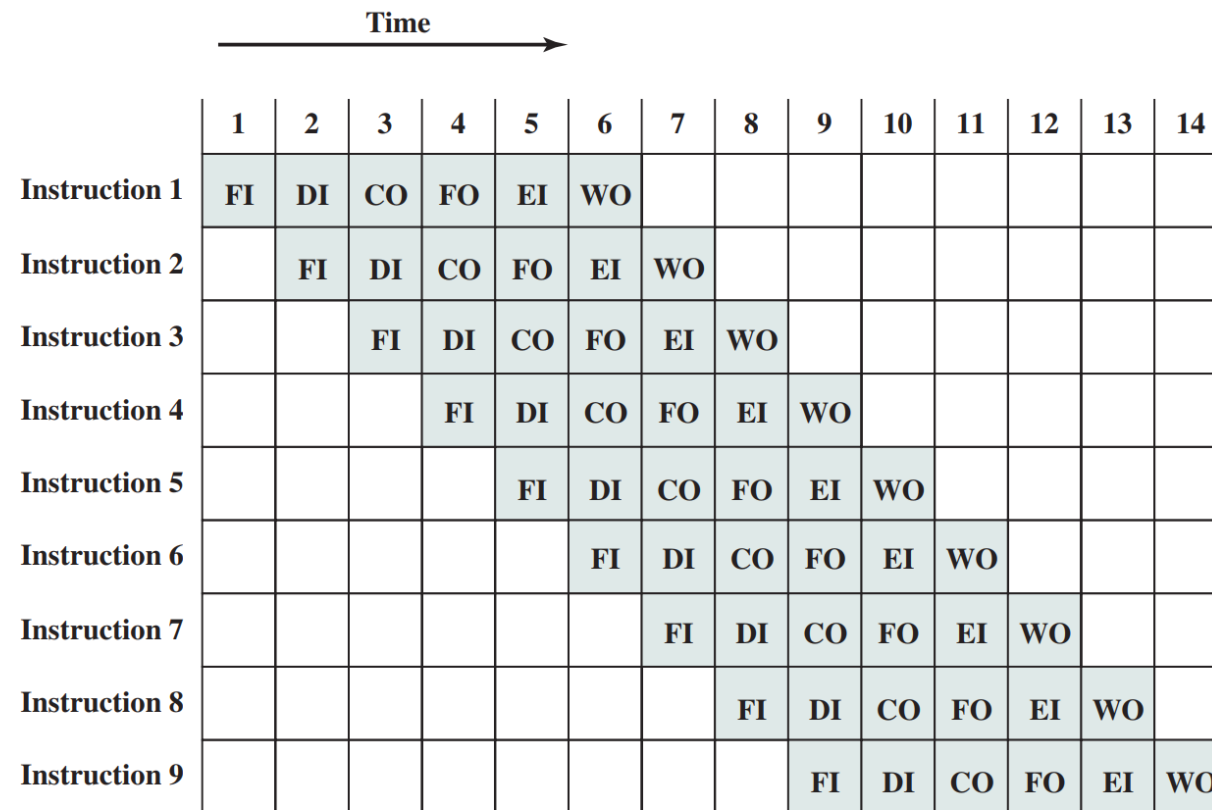 Time
1 2 3 4 5 6 7 8 9 10 11 12 13 14
Instruction 1 FI DI CO FO EI WO
Instruction 2 FI DI CO FO EI WO
Instruction 3 FI DI CO FO EI WO
Instruction 4 FI DI CO FO EI WO
Instruction 5 FI DI CO FO EI WO
Instruction 6 FI DI CO FO EI WO
Instruction 7 FI DI CO FO EI WO
Instruction 8 FI DI CO FO EI WO
Instruction 9 FI DI CO FO EI WO